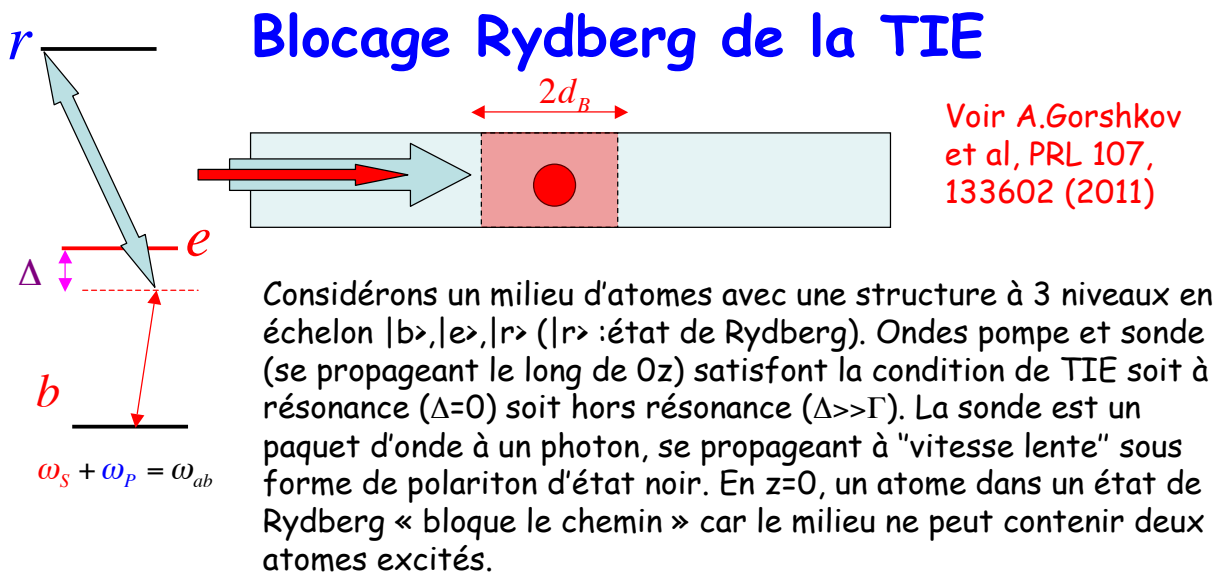 Blocage Rydberg de la TIE
r
2d_B
Voir A.Gorshkov
et al, PRL 107,
133602 (2011)
e
Δ
b
ω_S + ω_P = ω_ab
Considérons un milieu d’atomes avec une structure à 3 niveaux en
échelon |b>,|e>,|r> (|r> :état de Rydberg). Ondes pompe et sonde
(se propageant le long de 0z) satisfont la condition de TIE soit à
résonance (Δ=0) soit hors résonance (Δ>>Γ). La sonde est un
paquet d’onde à un photon, se propageant à ‘‘vitesse lente’’ sous
forme de polariton d’état noir. En z=0, un atome dans un état de
Rydberg « bloque le chemin » car le milieu ne peut contenir deux
atomes excités.